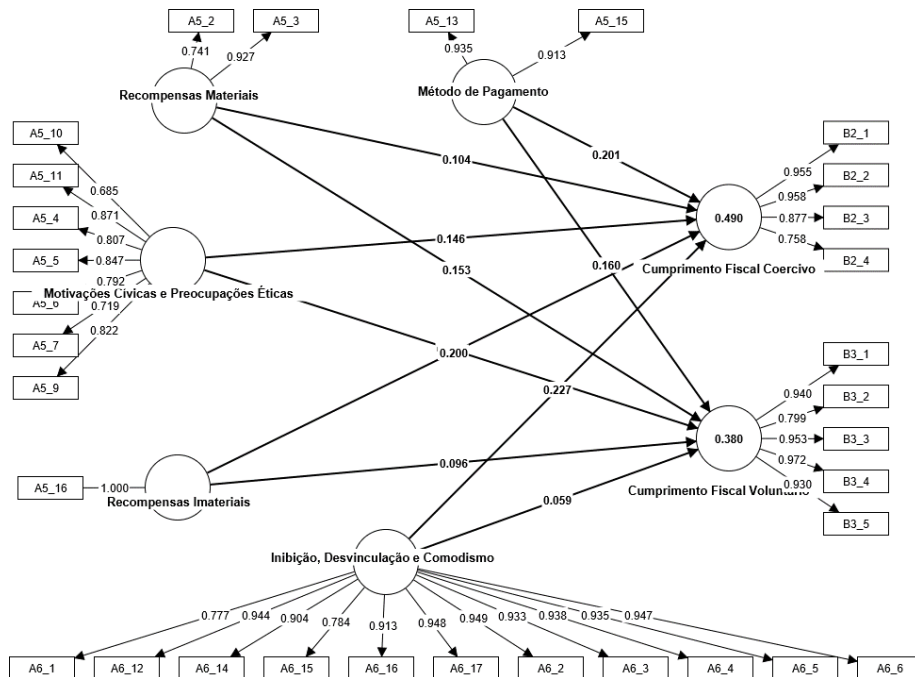 A5_2
A5_3
A5_13
A5_15
0.741
0.927
0.935
0.913
Recompensas Materiais
Método de Pagamento
A5_10
A5_11
A5_4
A5_5
A5_6
A5_7
A5_9
0.685
0.871
0.807
0.847
0.792
0.719
0.822
Motivações Cívicas e Preocupações Éticas
0.104
0.201
0.146
0.153
0.160
0.200
0.227
0.096
0.059
0.490
Cumprimento Fiscal Coercivo
0.955
0.958
0.877
0.758
B2_1
B2_2
B2_3
B2_4
0.380
Cumprimento Fiscal Voluntário
0.940
0.799
0.953
0.972
0.930
B3_1
B3_2
B3_3
B3_4
B3_5
A5_16
1.000
Recompensas Imateriais
Inibição, Desvinculação e Comodismo
0.777
0.944
0.904
0.784
0.913
0.948
0.949
0.933
0.938
0.935
0.947
A6_1
A6_12
A6_14
A6_15
A6_16
A6_17
A6_2
A6_3
A6_4
A6_5
A6_6